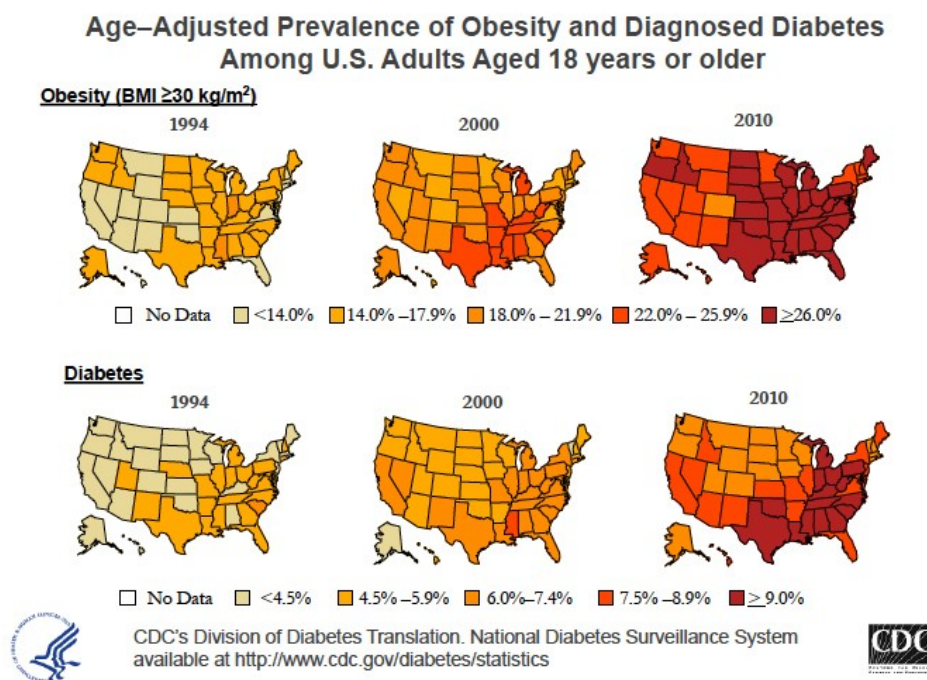 Age–Adjusted Prevalence of Obesity and Diagnosed Diabetes
Among U.S. Adults Aged 18 years or older
Obesity (BMI ≥30 kg/m²)
1994 2000 2010
No Data <14.0% 14.0% –17.9% 18.0% – 21.9% 22.0% – 25.9% ≥26.0%
Diabetes
1994 2000 2010
No Data <4.5% 4.5% –5.9% 6.0%–7.4% 7.5% –8.9% ≥9.0%
CDC's Division of Diabetes Translation. National Diabetes Surveillance System
available at http://www.cdc.gov/diabetes/statistics
CDC